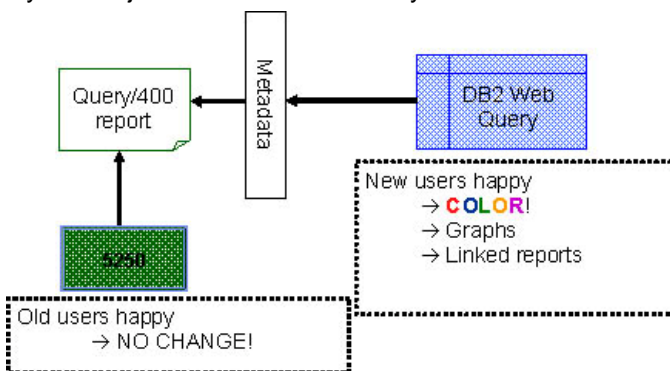 Metadata
Query/400
report
DB2 Web
Query
New users happy
→ COLOR!
→ Graphs
→ Linked reports
5250
Old users happy
→ NO CHANGE!